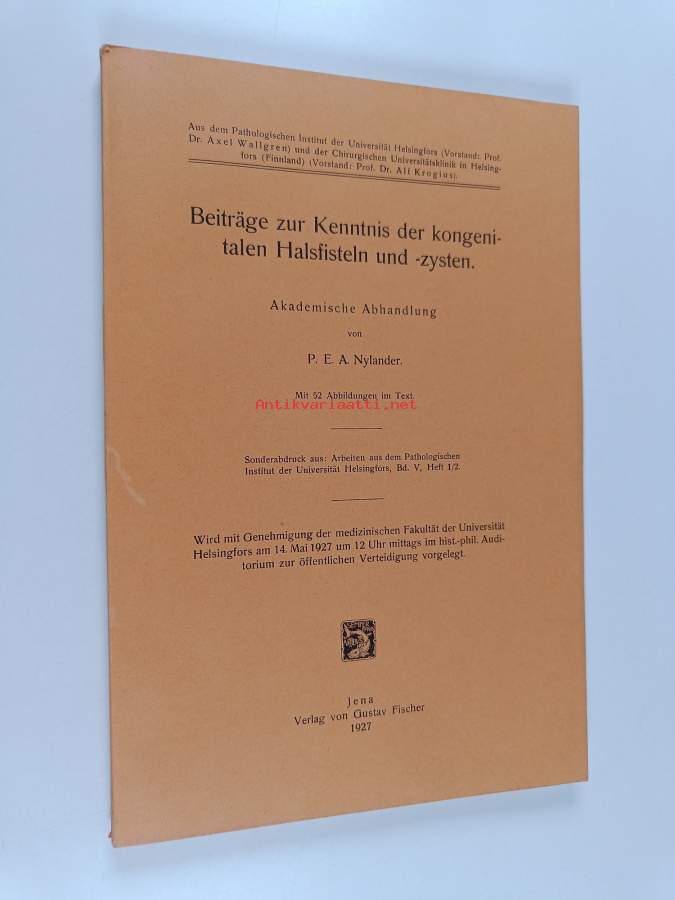 Aus dem Pathologischen Institut der Universität Helsingfors (Vorstand: Prof.
Dr. Axel Wallgren) und der Chirurgischen Universitätsklinik in Helsing-
fors (Finnland) (Vorstand: Prof. Dr. Ali Krogius).
Beiträge zur Kenntnis der kongeni-
talen Halsfisteln und -zysten.
Akademische Abhandlung
von
P. E. A. Nylander.
Mit 52 Abbildungen im Text.
Antikvariaatti.net
Sonderabdruck aus: Arbeiten aus dem Pathologischen
Institut der Universität Helsingfors, Bd. V, Heft 1/2.
Wird mit Genehmigung der medizinischen Fakultät der Universität
Helsingfors am 14. Mai 1927 um 12 Uhr mittags im hist.-phil. Audi-
torium zur öffentlichen Verteidigung vorgelegt.
Jena
Verlag von Gustav Fischer
1927